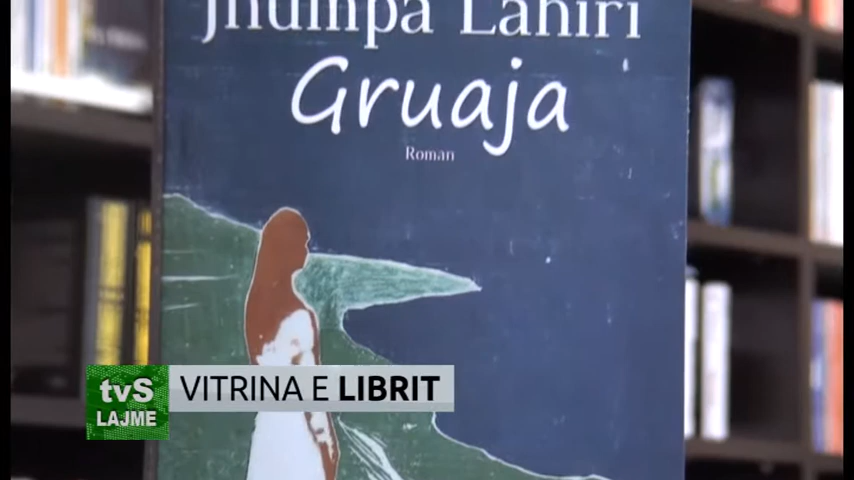 Jhumpa Lahiri
Gruaja
Roman
tvS
LAJME
VITRINA E LIBRIT